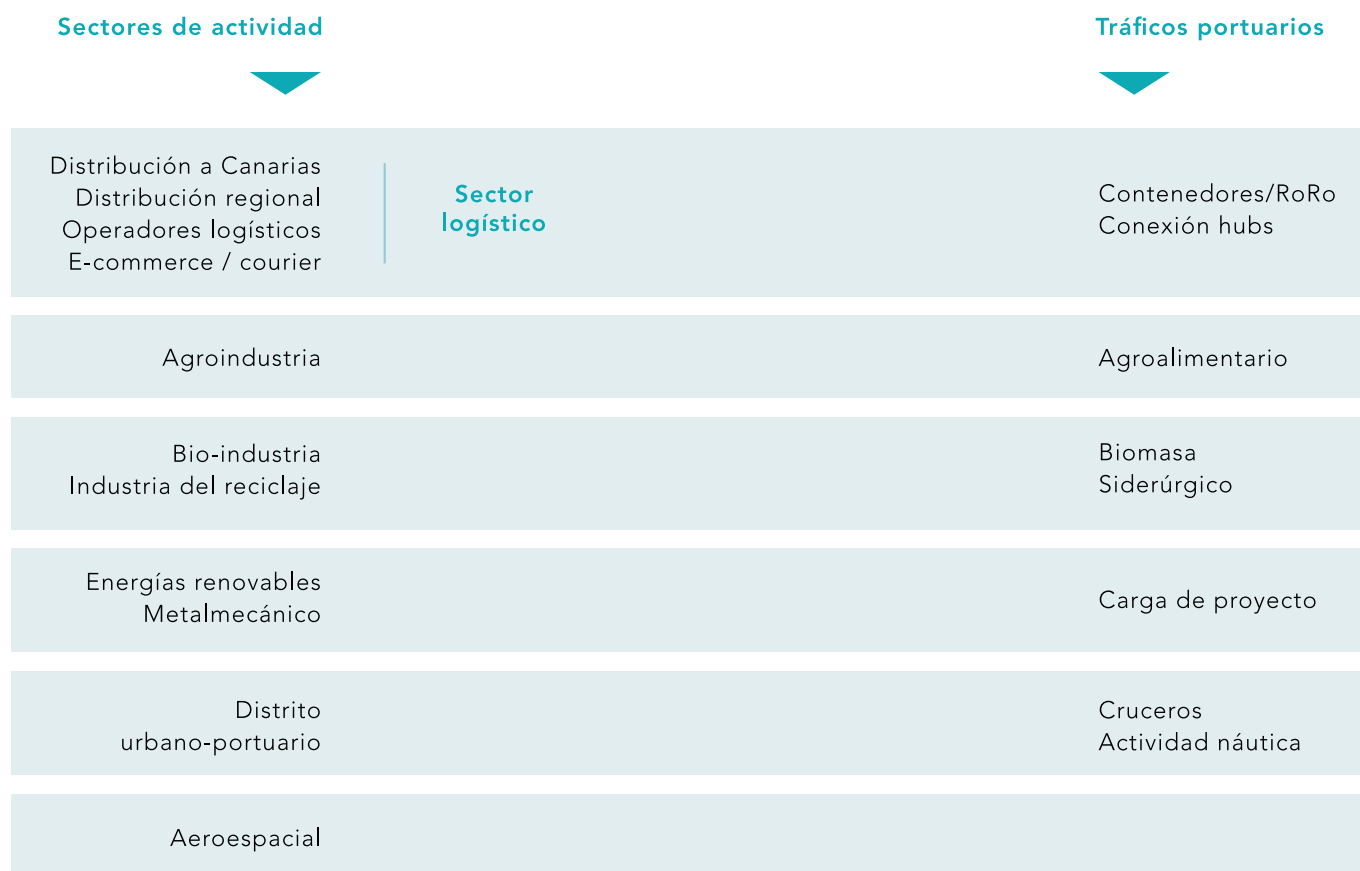 Sectores de actividad
Tráficos portuarios
Distribución a Canarias
Distribución regional
Operadores logísticos
E-commerce / courier
Sector
logístico
Contenedores/RoRo
Conexión hubs
Agroindustria
Agroalimentario
Bio-industria
Industria del reciclaje
Biomasa
Siderúrgico
Energías renovables
Metalmecánico
Carga de proyecto
Distrito
urbano-portuario
Cruceros
Actividad náutica
Aeroespacial